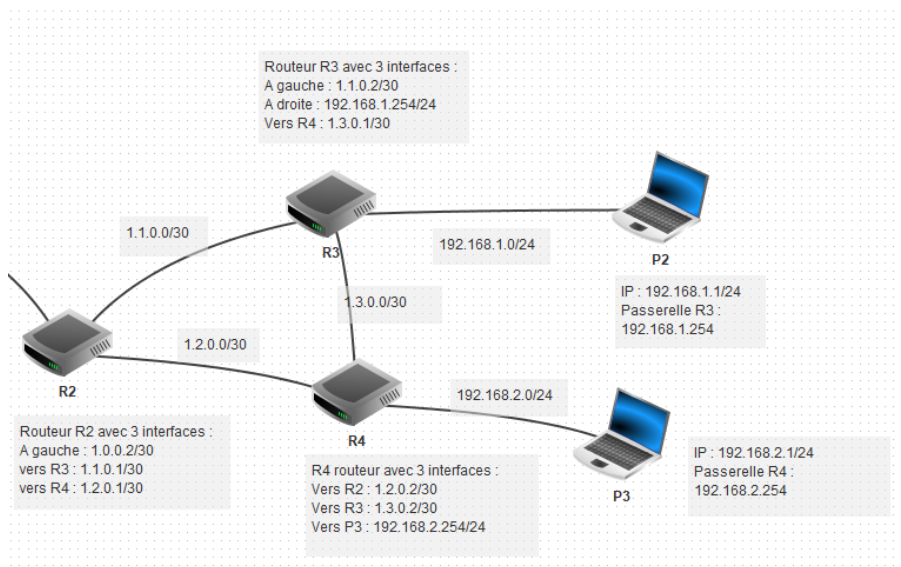 Routeur R3 avec 3 interfaces :
A gauche : 1.1.0.2/30
A droite : 192.168.1.254/24
Vers R4 : 1.3.0.1/30
1.1.0.0/30
R3
192.168.1.0/24
P2
IP : 192.168.1.1/24
Passerelle R3 :
192.168.1.254
1.3.0.0/30
1.2.0.0/30
R2
Routeur R2 avec 3 interfaces :
A gauche : 1.0.0.2/30
vers R3 : 1.1.0.1/30
vers R4 : 1.2.0.1/30
192.168.2.0/24
R4
R4 routeur avec 3 interfaces :
Vers R2 : 1.2.0.2/30
Vers R3 : 1.3.0.2/30
Vers P3 : 192.168.2.254/24
P3
IP : 192.168.2.1/24
Passerelle R4 :
192.168.2.254